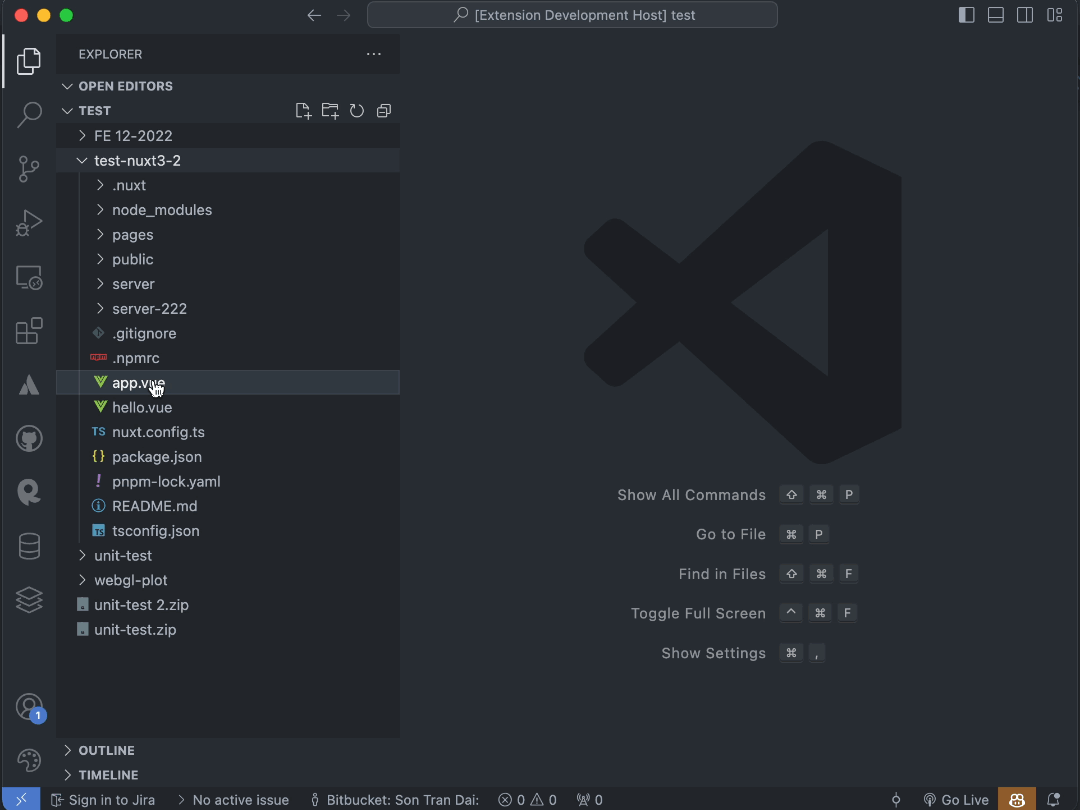 [Extension Development Host] test
EXPLORER
OPEN EDITORS
TEST
FE 12-2022
test-nuxt3-2
.nuxt
node_modules
pages
public
server
server-222
.gitignore
npm .npmrc
app.vue
hello.vue
TS nuxt.config.ts
{} package.json
! pnpm-lock.yaml
README.md
TS tsconfig.json
unit-test
webgl-plot
unit-test 2.zip
unit-test.zip
Show All Commands ⇧ ⌘ P
Go to File ⌘ P
Find in Files ⇧ ⌘ F
Toggle Full Screen ^ ⌘ F
Show Settings ⌘ ,
1
OUTLINE
TIMELINE
Sign in to Jira No active issue Bitbucket: Son Tran Dai: 0 0 0 Go Live